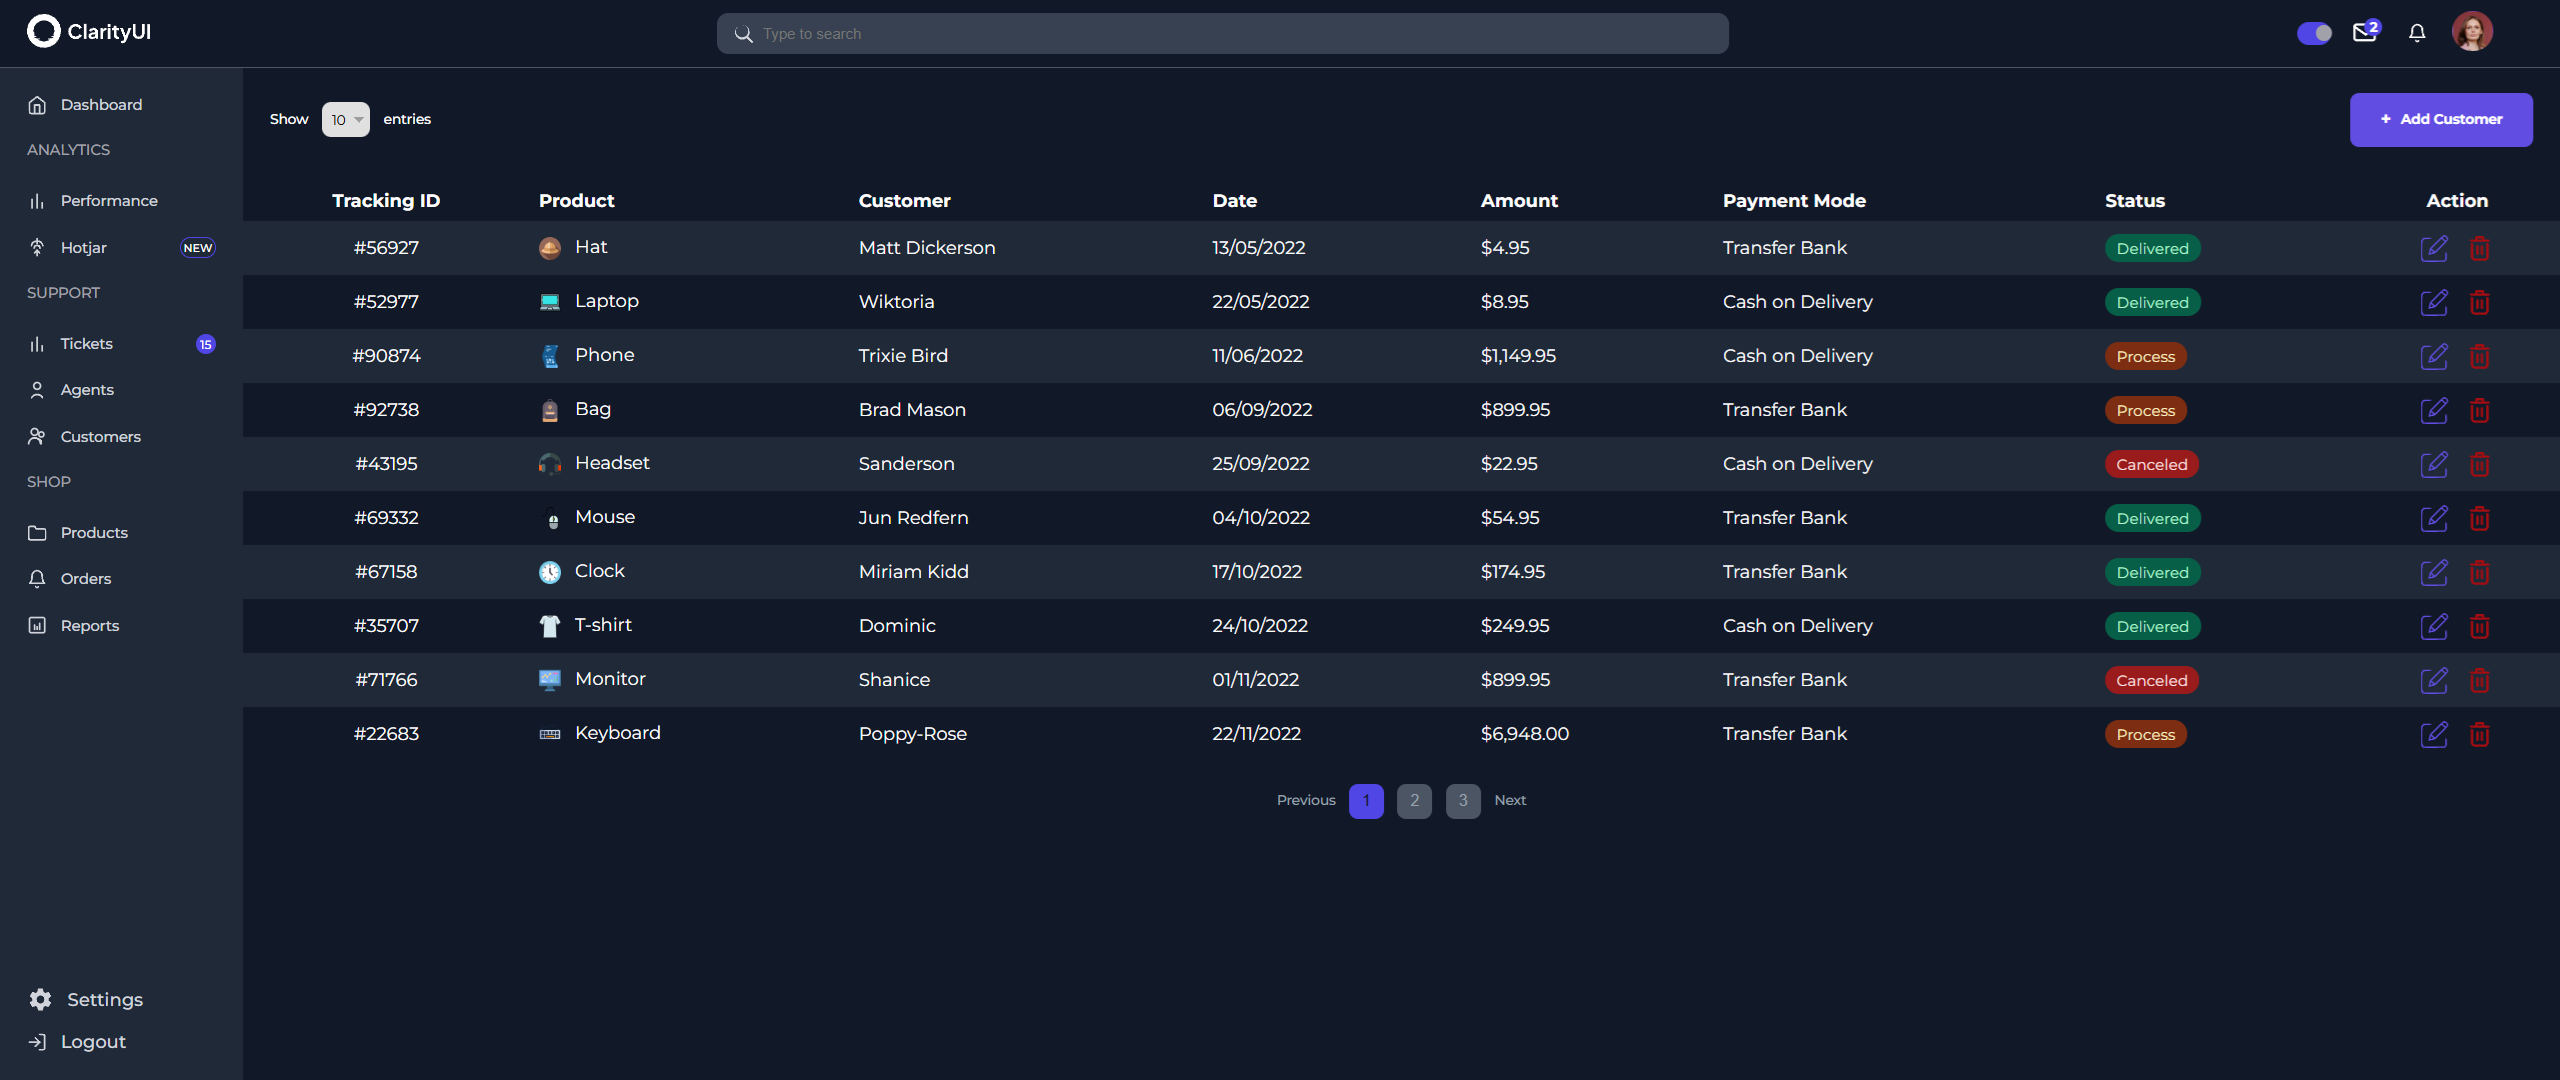 ClarityUI
Type to search
2
Dashboard
ANALYTICS
Performance
Hotjar NEW
SUPPORT
Tickets 15
Agents
Customers
SHOP
Products
Orders
Reports
Settings
Logout
Show 10 entries
+ Add Customer
Tracking ID Product Customer Date Amount Payment Mode Status Action
#56927 Hat Matt Dickerson 13/05/2022 $4.95 Transfer Bank Delivered
#52977 Laptop Wiktoria 22/05/2022 $8.95 Cash on Delivery Delivered
#90874 Phone Trixie Bird 11/06/2022 $1,149.95 Cash on Delivery Process
#92738 Bag Brad Mason 06/09/2022 $899.95 Transfer Bank Process
#43195 Headset Sanderson 25/09/2022 $22.95 Cash on Delivery Canceled
#69332 Mouse Jun Redfern 04/10/2022 $54.95 Transfer Bank Delivered
#67158 Clock Miriam Kidd 17/10/2022 $174.95 Transfer Bank Delivered
#35707 T-shirt Dominic 24/10/2022 $249.95 Cash on Delivery Delivered
#71766 Monitor Shanice 01/11/2022 $899.95 Transfer Bank Canceled
#22683 Keyboard Poppy-Rose 22/11/2022 $6,948.00 Transfer Bank Process
Previous 1 2 3 Next